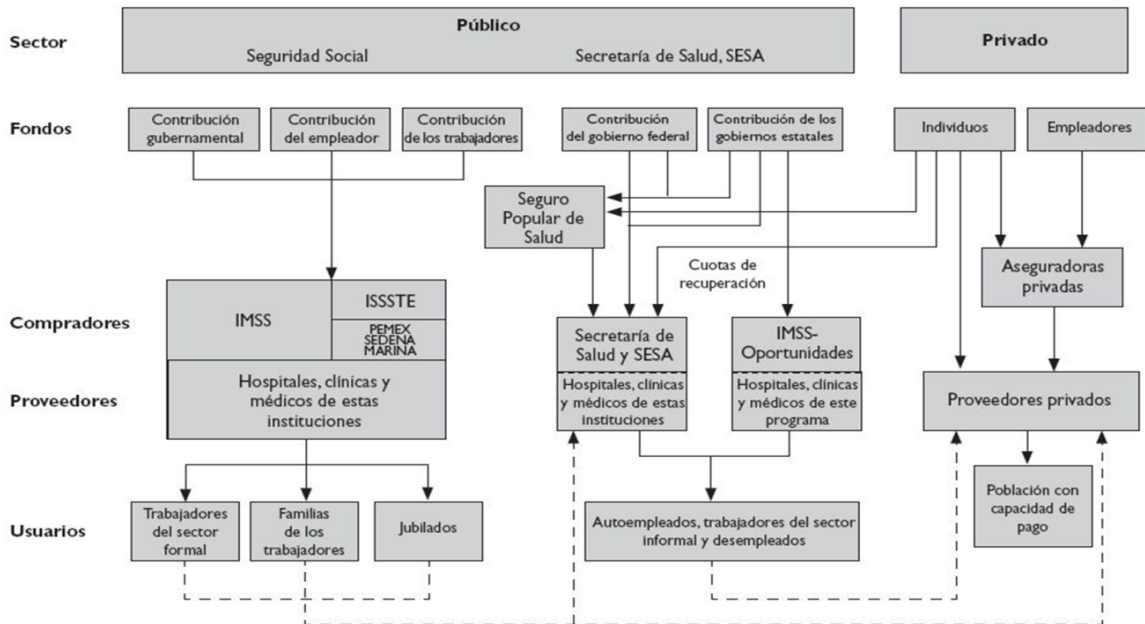 Sector
Público
Seguridad Social
Secretaría de Salud, SESA
Privado
Fondos
Contribución
gubernamental
Contribución
del empleador
Contribución
de los trabajadores
Contribución
del gobierno federal
Contribución de los
gobiernos estatales
Individuos
Empleadores
Seguro
Popular de
Salud
Cuotas de
recuperación
Aseguradoras
privadas
Compradores
IMSS
ISSSTE
PEMEX
SEDENA
MARINA
Secretaría de
Salud y SESA
IMSS-
Oportunidades
Proveedores
Hospitales, clínicas y
médicos de estas
instituciones
Hospitales, clínicas
y médicos de estas
instituciones
Hospitales, clínicas
y médicos de este
programa
Proveedores privados
Usuarios
Trabajadores
del sector
formal
Familias
de los
trabajadores
Jubilados
Autoempleados, trabajadores del sector
informal y desempleados
Población con
capacidad de
pago